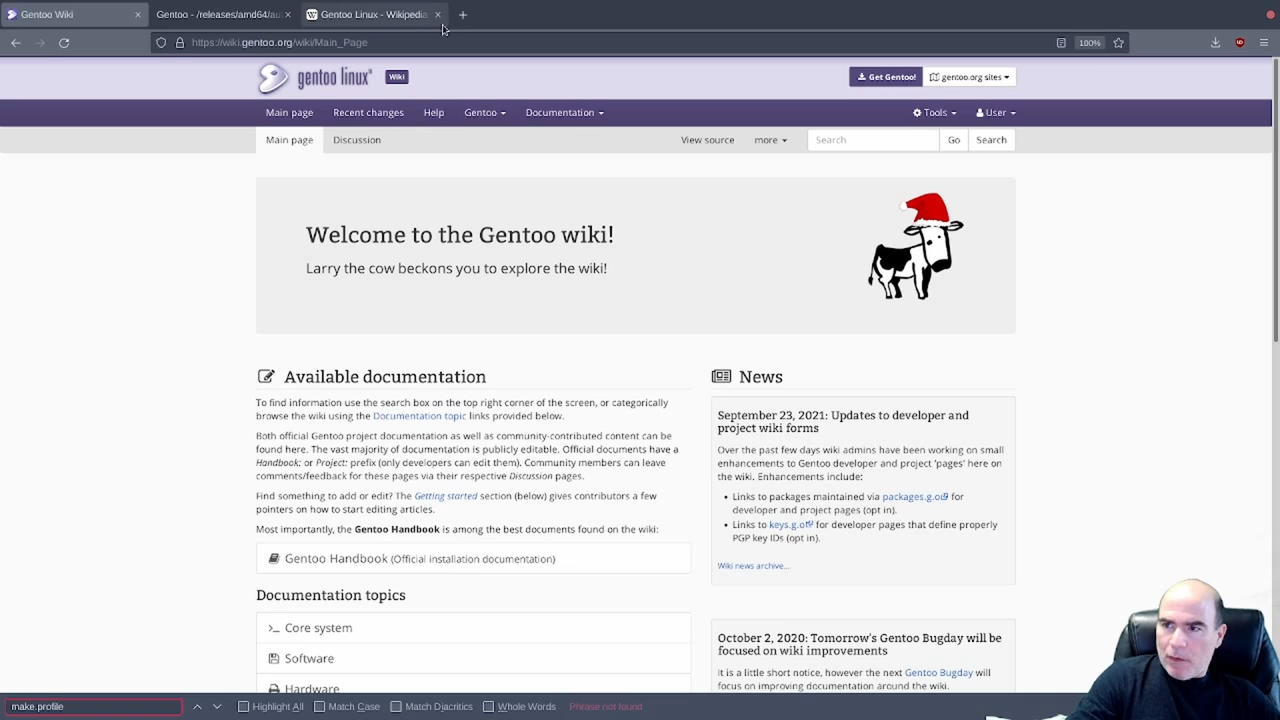 Gentoo Wiki
Gentoo - /releases/amd64/au
Gentoo Linux - Wikipedia
https://wiki.gentoo.org/wiki/Main_Page
100%
gentoo linux
Wiki
Get Gentoo!
gentoo.org sites
Main page
Recent changes
Help
Gentoo
Documentation
Tools
User
Main page
Discussion
View source
more
Search
Go
Search
Welcome to the Gentoo wiki!
Larry the cow beckons you to explore the wiki!
Available documentation
To find information use the search box on the top right corner of the screen, or categorically
browse the wiki using the Documentation topic links provided below.
Both official Gentoo project documentation as well as community-contributed content can be
found here. The vast majority of documentation is publicly editable. Official documents have a
Handbook: or Project: prefix (only developers can edit them). Community members can leave
comments/feedback for these pages via their respective Discussion pages.
Find something to add or edit? The Getting started section (below) gives contributors a few
pointers on how to start editing articles.
Most importantly, the Gentoo Handbook is among the best documents found on the wiki:
Gentoo Handbook (Official installation documentation)
Documentation topics
Core system
Software
Hardware
News
September 23, 2021: Updates to developer and
project wiki forms
Over the past few days wiki admins have been working on small
enhancements to Gentoo developer and project 'pages' here on
the wiki. Enhancements include:
• Links to packages maintained via packages.g.o for
developer and project pages (opt in).
• Links to keys.g.o for developer pages that define properly
PGP key IDs (opt in).
Wiki news archive...
October 2, 2020: Tomorrow's Gentoo Bugday will be
focused on wiki improvements
It is a little short notice, however the next Gentoo Bugday will
focus on improving documentation around the wiki.
make.profile
Highlight All
Match Case
Match Diacritics
Whole Words
Phrase not found